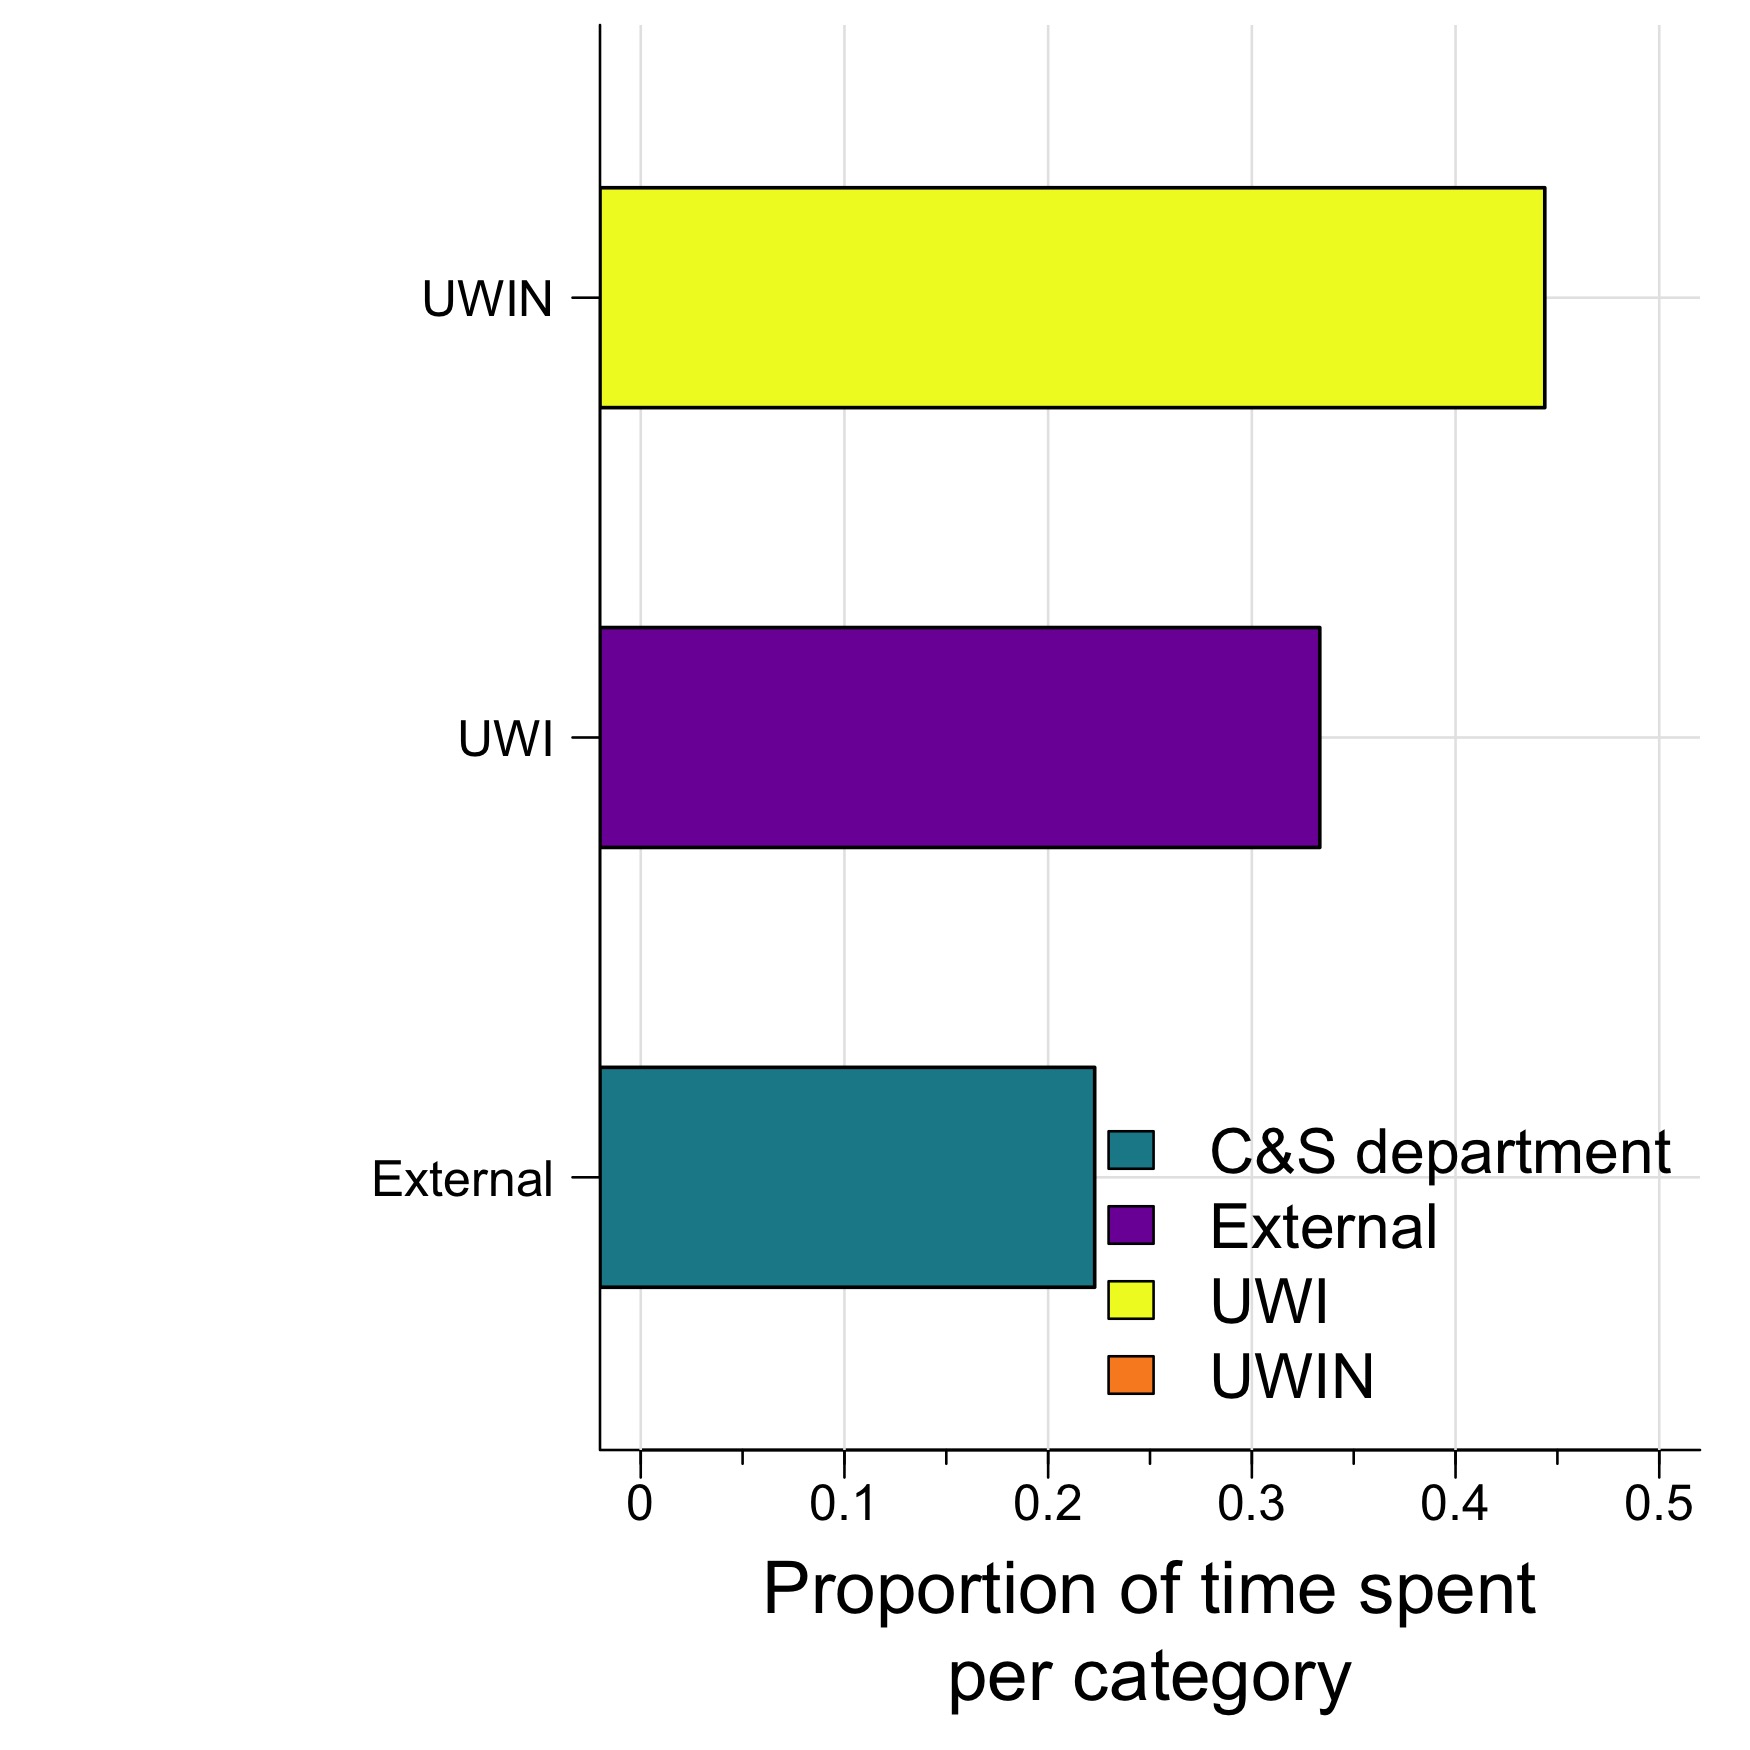 UWIN
UWI
External
C&S department
External
UWI
UWIN
0 0.1 0.2 0.3 0.4 0.5
Proportion of time spent
per category